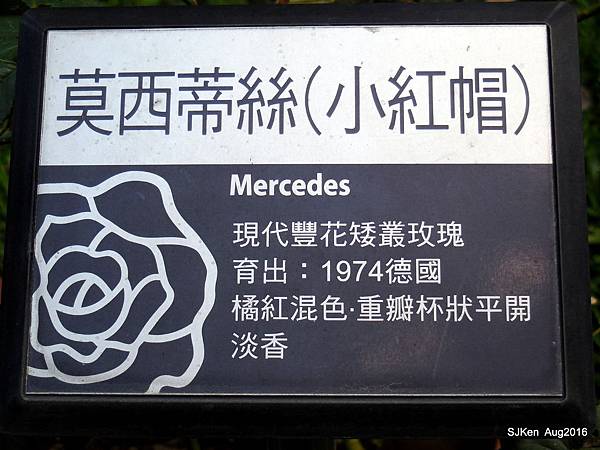 莫西蒂絲(小紅帽)
Mercedes
現代豐花矮叢玫瑰
育出：1974德國
橘紅混色·重瓣杯狀平開
淡香
SJKen Aug2016